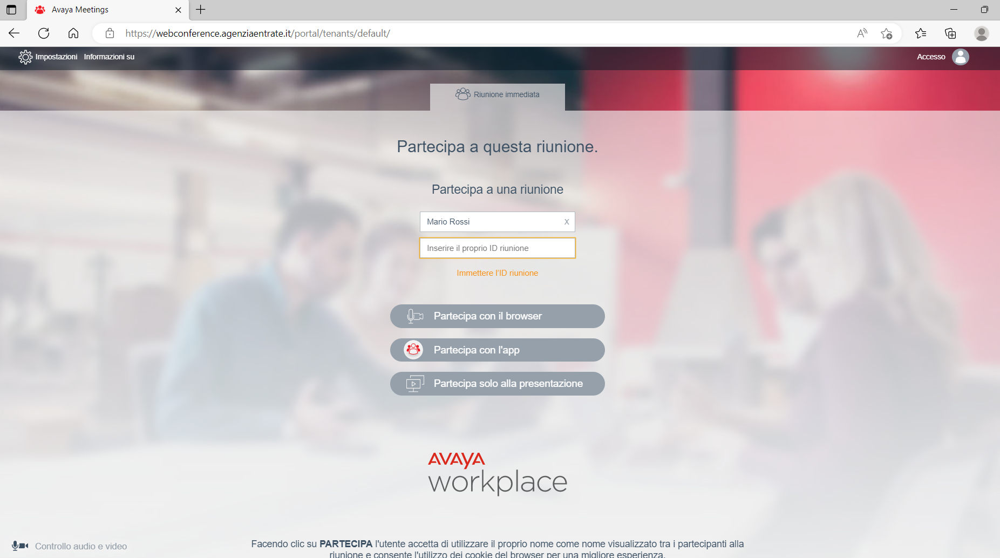 Avaya Meetings
https://webconference.agenziaentrate.it/portal/tenants/default/
Impostazioni Informazioni su
Accesso
Riunione immediata
Partecipa a questa riunione.
Partecipa a una riunione
Mario Rossi x
Inserire il proprio ID riunione
Immettere l'ID riunione
Partecipa con il browser
Partecipa con l'app
Partecipa solo alla presentazione
AVAYA
workplace
Controllo audio e video
Facendo clic su PARTECIPA l'utente accetta di utilizzare il proprio nome come nome visualizzato tra i partecipanti alla
riunione e consente l'utilizzo dei cookie del browser per una migliore esperienza.